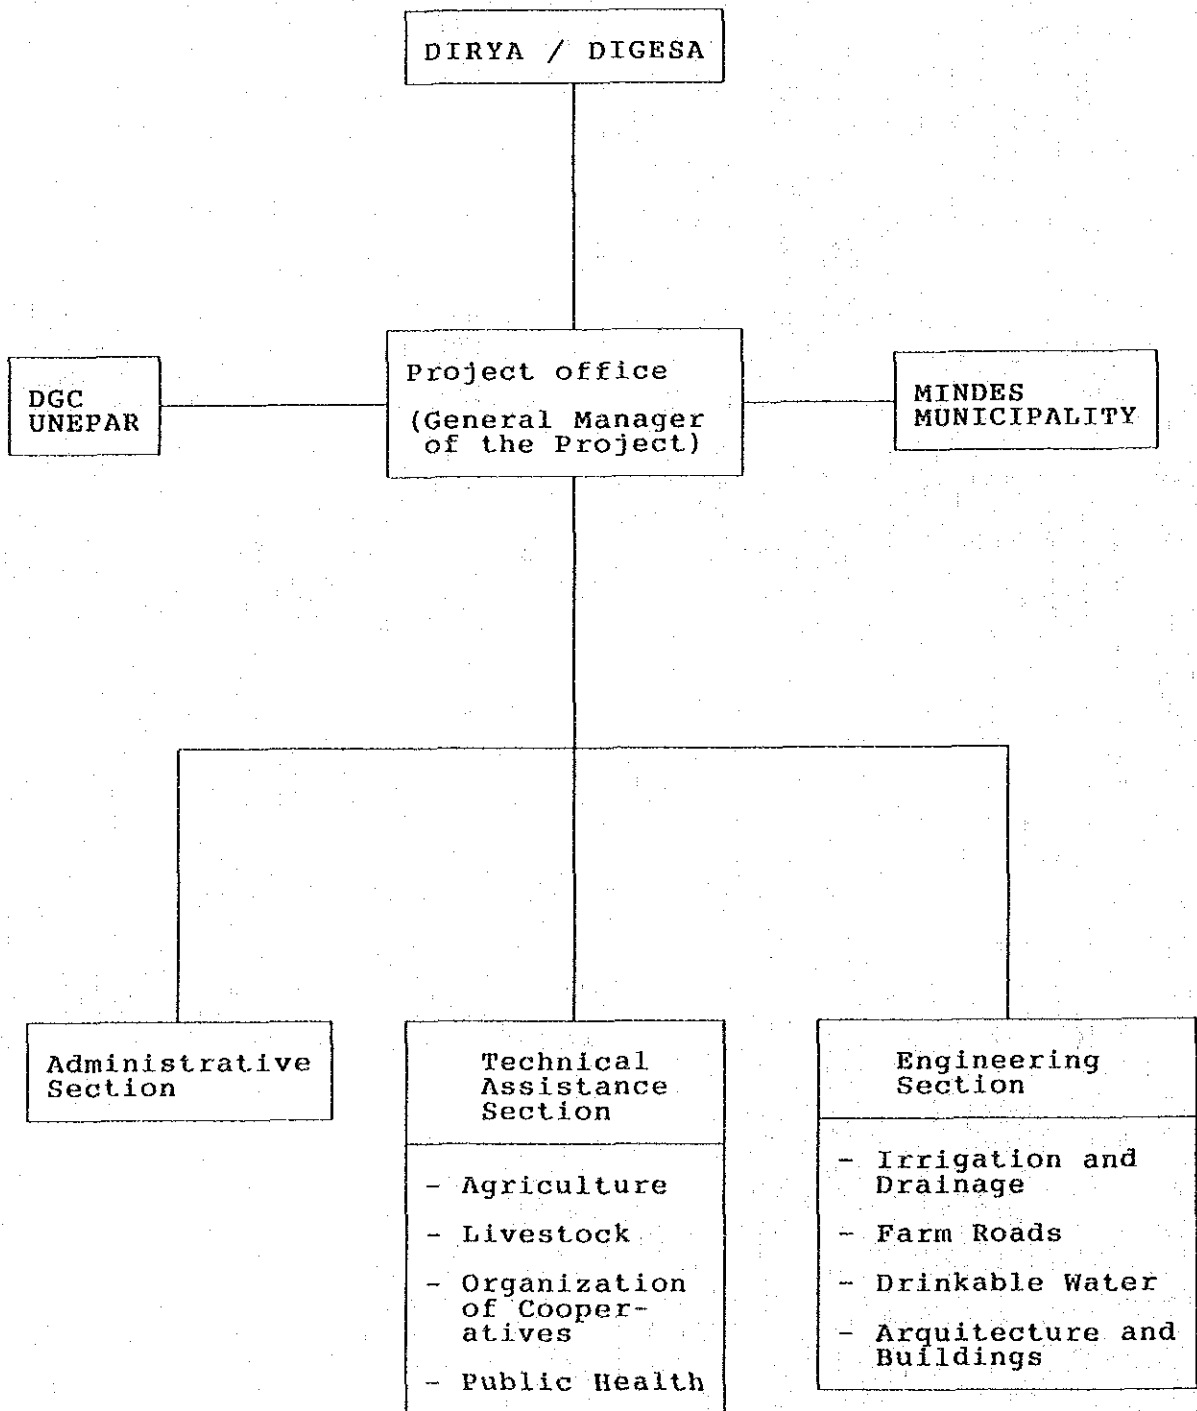 DIRYA / DIGESA
DGC
UNEPAR
Project office
(General Manager
of the Project)
MINDES
MUNICIPALITY
Administrative
Section
Technical
Assistance
Section
- Agriculture
- Livestock
- Organization
of Cooper-
atives
- Public Health
Engineering
Section
- Irrigation and
Drainage
- Farm Roads
- Drinkable Water
- Arquitecture and
Buildings